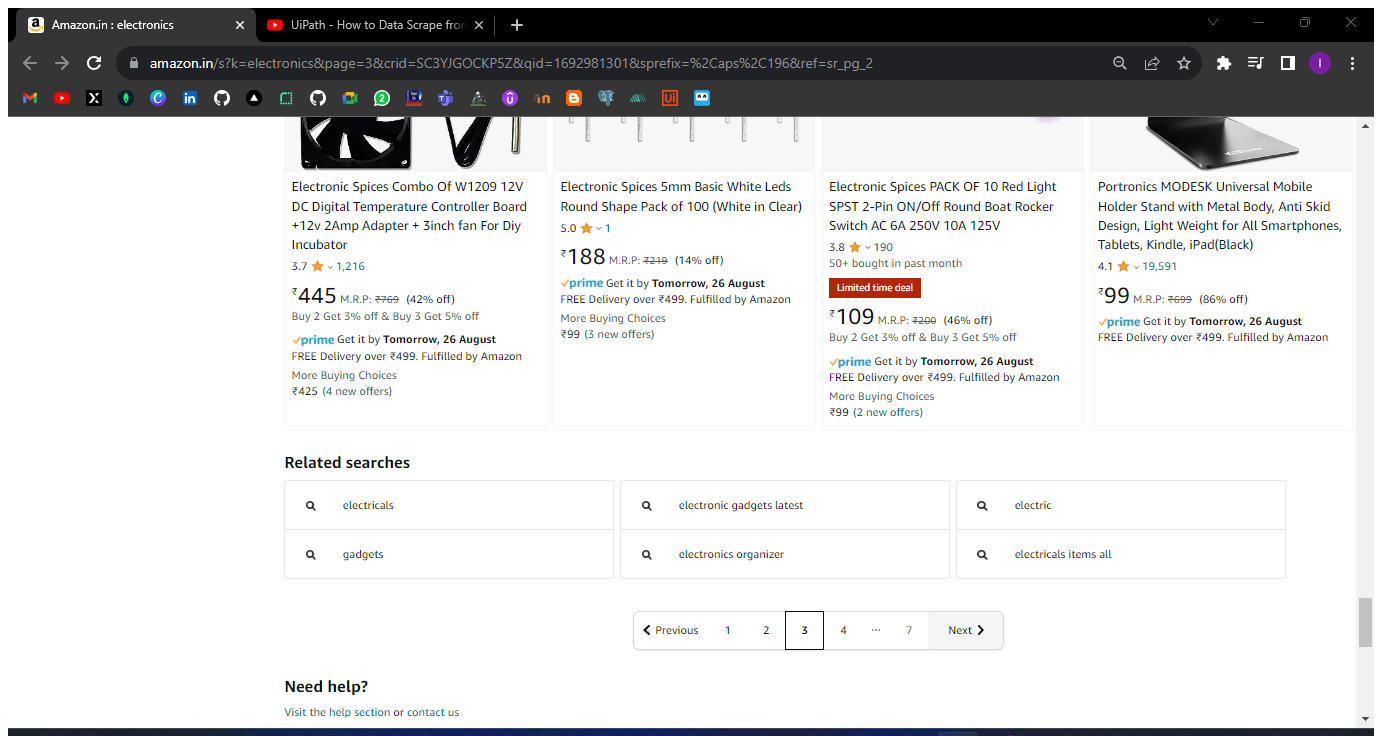 Amazon.in : electronics
UiPath - How to Data Scrape from
amazon.in/s?k=electronics&page=3&crid=SC3YJGOCKP5Z&qid=1692981301&sprefix=%2Caps%2C196&ref=sr_pg_2
Electronic Spices Combo Of W1209 12V
DC Digital Temperature Controller Board
+12v 2Amp Adapter + 3inch fan For Diy
Incubator
3.7 1,216
₹445 M.R.P: ₹769 (42% off)
Buy 2 Get 3% off & Buy 3 Get 5% off
prime Get it by Tomorrow, 26 August
FREE Delivery over ₹499. Fulfilled by Amazon
More Buying Choices
₹425 (4 new offers)
Electronic Spices 5mm Basic White Leds
Round Shape Pack of 100 (White in Clear)
5.0 1
₹188 M.R.P: ₹219 (14% off)
prime Get it by Tomorrow, 26 August
FREE Delivery over ₹499. Fulfilled by Amazon
More Buying Choices
₹99 (3 new offers)
Electronic Spices PACK OF 10 Red Light
SPST 2-Pin ON/Off Round Boat Rocker
Switch AC 6A 250V 10A 125V
3.8 190
50+ bought in past month
Limited time deal
₹109 M.R.P: ₹200 (46% off)
Buy 2 Get 3% off & Buy 3 Get 5% off
prime Get it by Tomorrow, 26 August
FREE Delivery over ₹499. Fulfilled by Amazon
More Buying Choices
₹99 (2 new offers)
Portronics MODESK Universal Mobile
Holder Stand with Metal Body, Anti Skid
Design, Light Weight for All Smartphones,
Tablets, Kindle, iPad(Black)
4.1 19,591
₹99 M.R.P: ₹699 (86% off)
prime Get it by Tomorrow, 26 August
FREE Delivery over ₹499. Fulfilled by Amazon
Related searches
electricals
electronic gadgets latest
electric
gadgets
electronics organizer
electricals items all
Previous 1 2 3 4 ... 7 Next
Need help?
Visit the help section or contact us